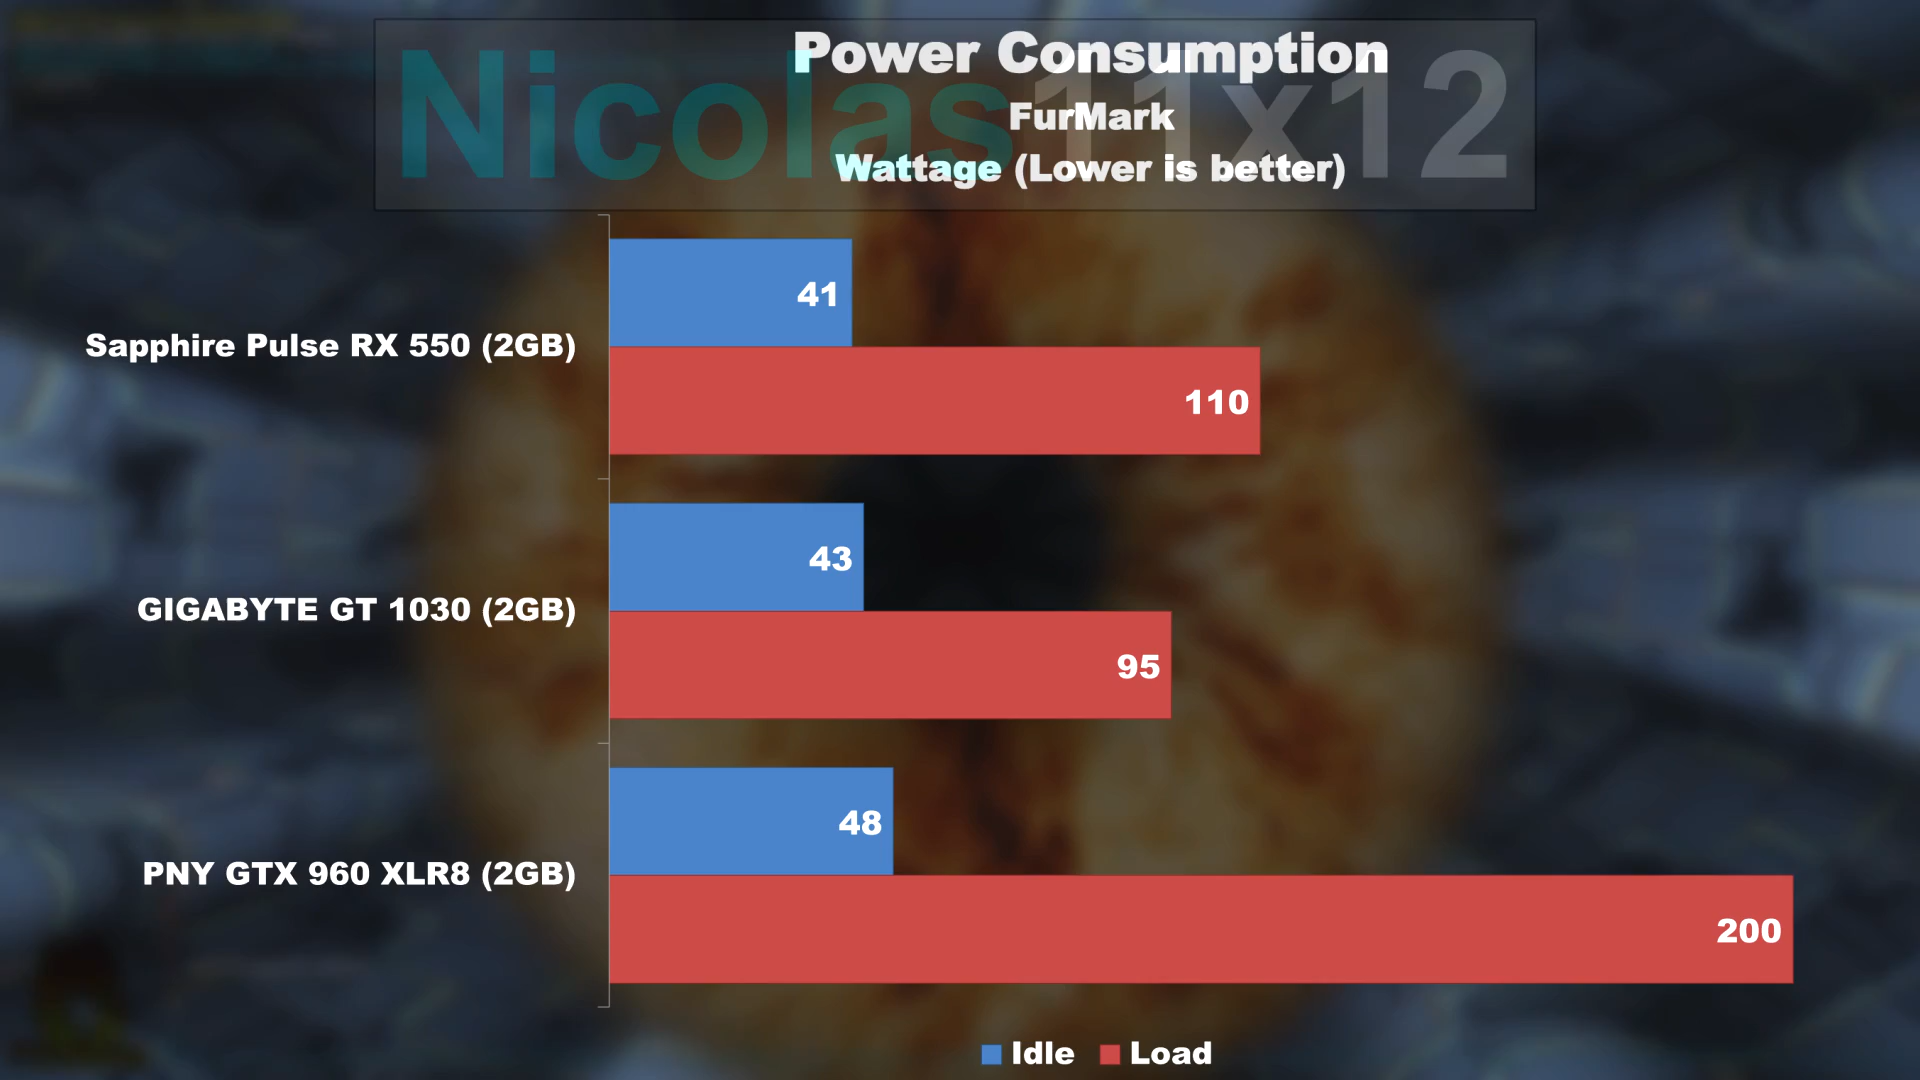 Nicolas11x12
Power Consumption
FurMark
Wattage (Lower is better)
Sapphire Pulse RX 550 (2GB)
41
110
GIGABYTE GT 1030 (2GB)
43
95
PNY GTX 960 XLR8 (2GB)
48
200
Idle
Load